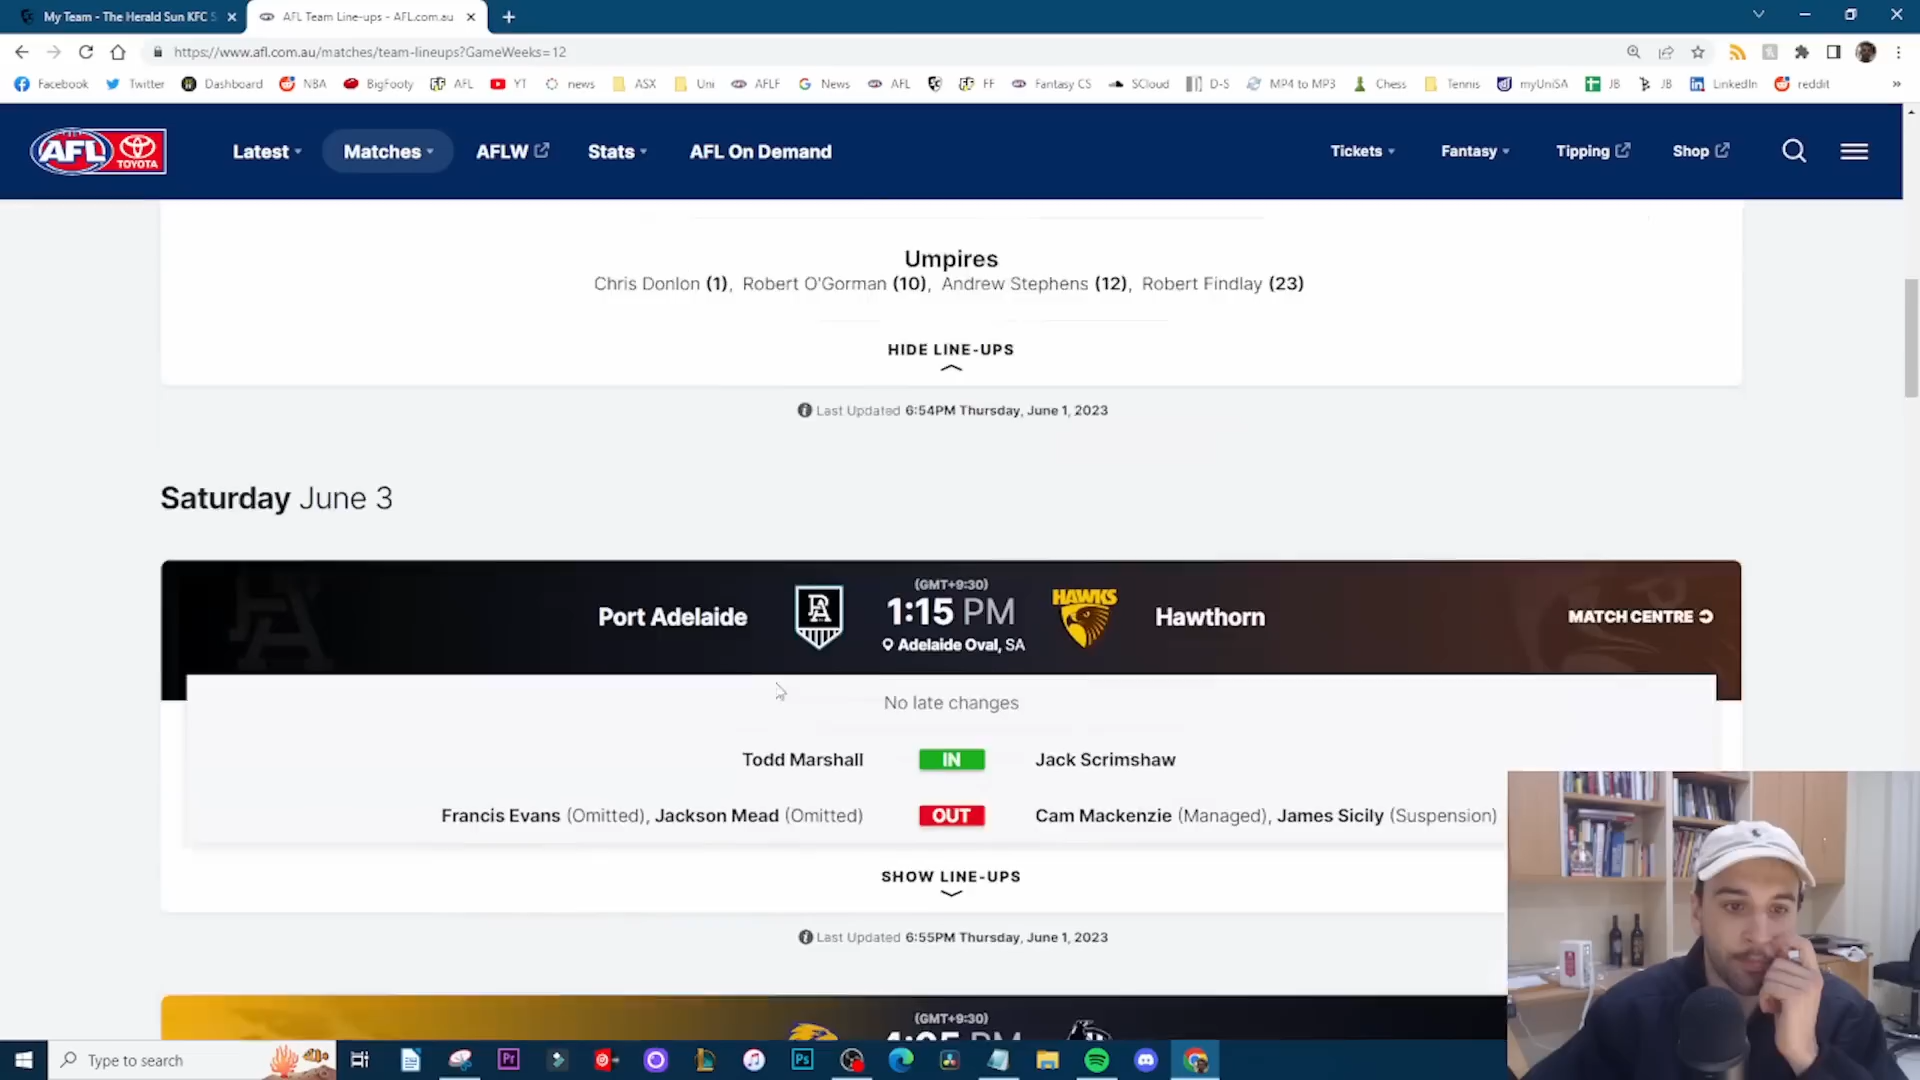 My Team - The Herald Sun KFC S
AFL Team Line-ups - AFL.com.au
https://www.afl.com.au/matches/team-lineups?GameWeeks=12
Facebook Twitter Dashboard NBA BigFooty AFL YT news ASX Uni AFLF News AFL FF Fantasy CS SCloud D-S MP4 to MP3 Chess Tennis myUniSA JB JB LinkedIn reddit »
AFL TOYOTA Latest Matches AFLW Stats AFL On Demand Tickets Fantasy Tipping Shop
Umpires
Chris Donlon (1), Robert O'Gorman (10), Andrew Stephens (12), Robert Findlay (23)
HIDE LINE-UPS
Last Updated 6:54PM Thursday, June 1, 2023
Saturday June 3
(GMT+9:30)
Port Adelaide PA 1:15 PM HAWKS Hawthorn MATCH CENTRE
Adelaide Oval, SA
No late changes
Todd Marshall IN Jack Scrimshaw
Francis Evans (Omitted), Jackson Mead (Omitted) OUT Cam Mackenzie (Managed), James Sicily (Suspension)
SHOW LINE-UPS
Last Updated 6:55PM Thursday, June 1, 2023
(GMT+9:30)
4:05 PM
Type to search Pr Ps